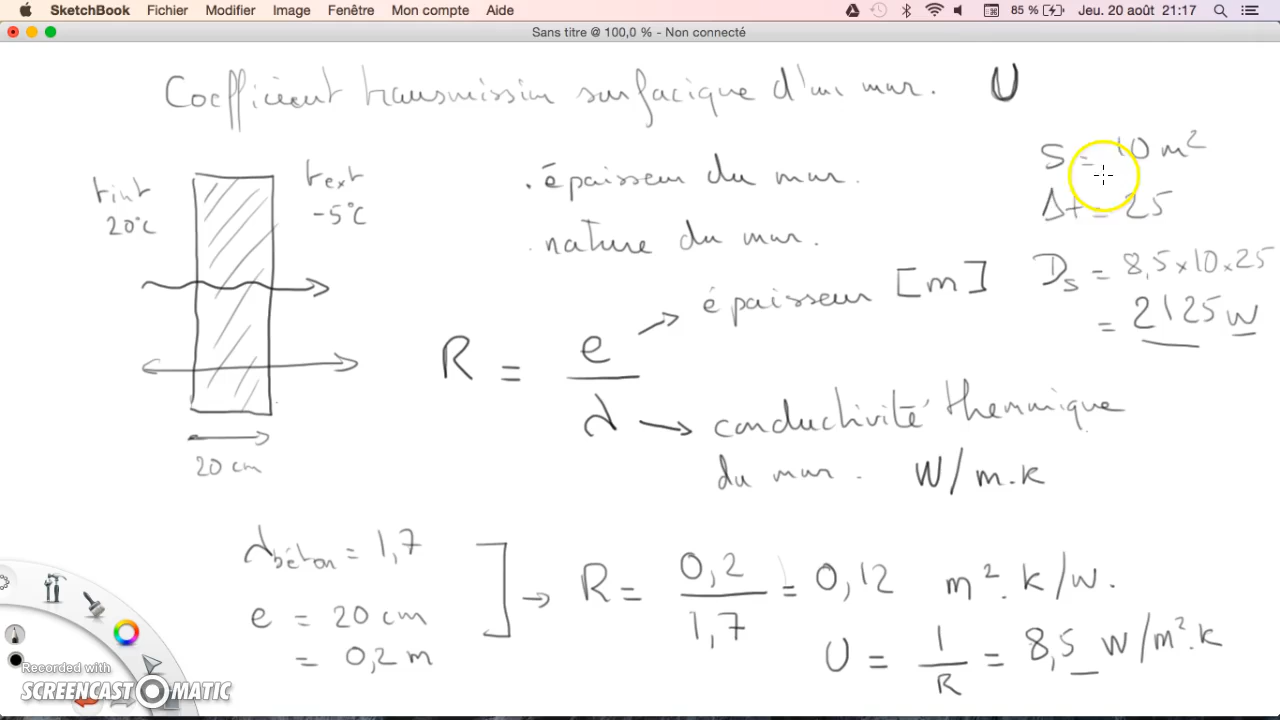 SketchBook Fichier Modifier Image Fenêtre Mon compte Aide 85 % Jeu. 20 août 21:17
Sans titre @ 100,0 % - Non connecté
Coefficient transmission surfacique d'un mur. U
tint
20°c
text
-5°C
20 cm
. épaisseur du mur.
. nature du mur.
S = 10 m²
Δt = 25
Ds = 8,5x10x25
= 2125 W
R = e / λ
épaisseur [m]
conductivité thermique
du mur. W/m.k
λbéton = 1,7
e = 20 cm
= 0,2 m
R = 0,2 / 1,7 = 0,12 m². k/w.
U = 1 / R = 8,5 W/m².k
Recorded with
SCREENCAST MATIC